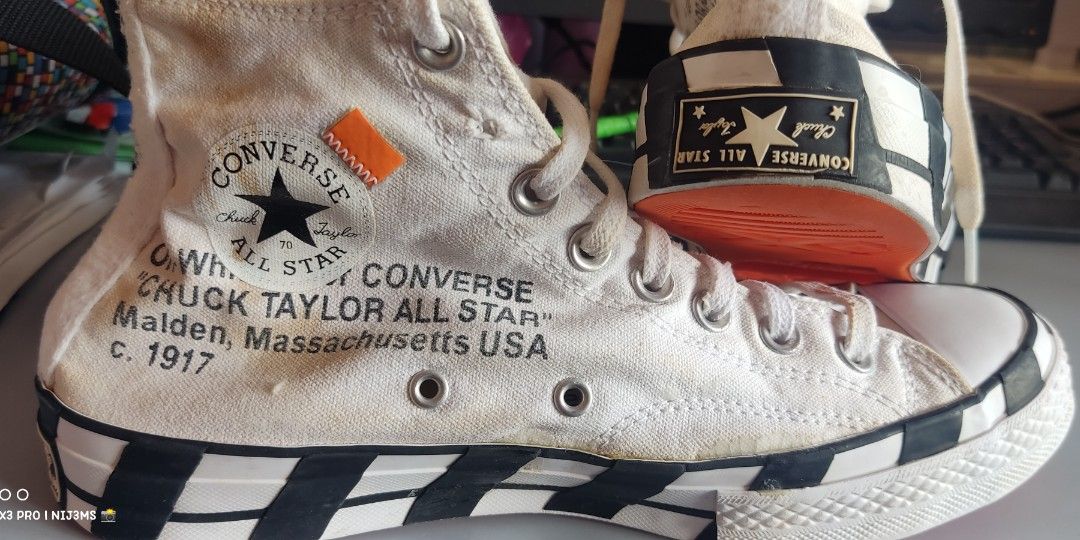 CONVERSE
Chuck Taylor
70
ALL STAR
CONVERSE
"CHUCK TAYLOR ALL STAR"
Malden, Massachusetts USA
c. 1917
Chuck Taylor
CONVERSE ALL STAR
X3 PRO | NIJ3MS